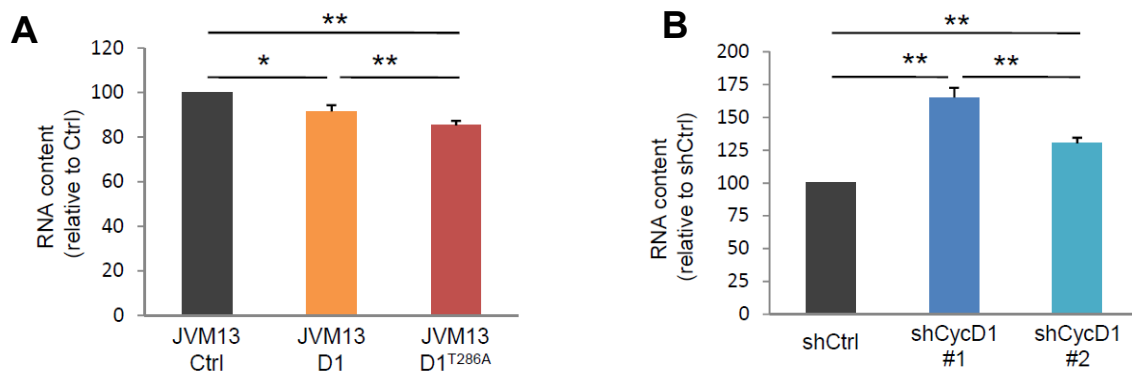 A
RNA content
(relative to Ctrl)
120
100
80
60
40
20
0
**
*
**
JVM13
Ctrl
JVM13
D1
JVM13
D1T286A
B
RNA content
(relative to shCtrl)
200
175
150
125
100
75
50
25
0
**
**
**
shCtrl
shCycD1
#1
shCycD1
#2